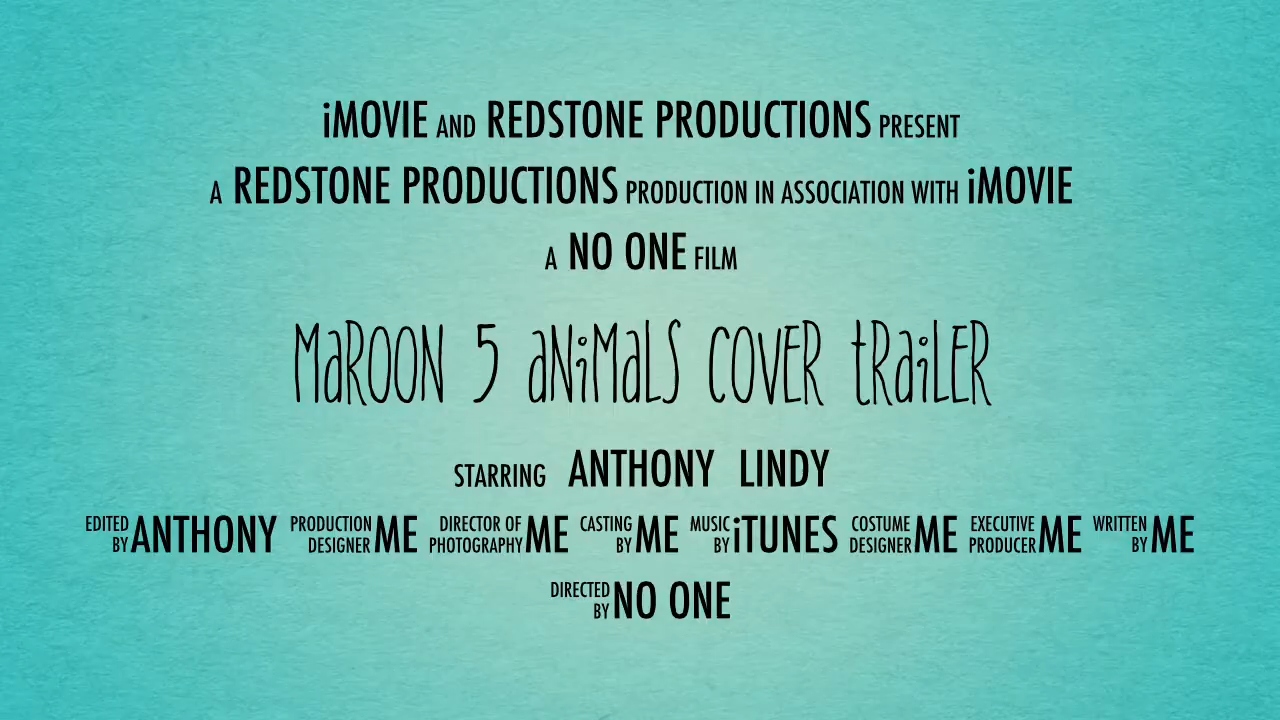 iMOVIE AND REDSTONE PRODUCTIONS PRESENT
A REDSTONE PRODUCTIONS PRODUCTION IN ASSOCIATION WITH iMOVIE
A NO ONE FILM
MaROON 5 aNiMaLS COVER tRaiLER
STARRING ANTHONY LINDY
EDITED BY ANTHONY PRODUCTION DESIGNER ME DIRECTOR OF PHOTOGRAPHY ME CASTING BY ME MUSIC BY iTUNES COSTUME DESIGNER ME EXECUTIVE PRODUCER ME WRITTEN BY ME
DIRECTED BY NO ONE